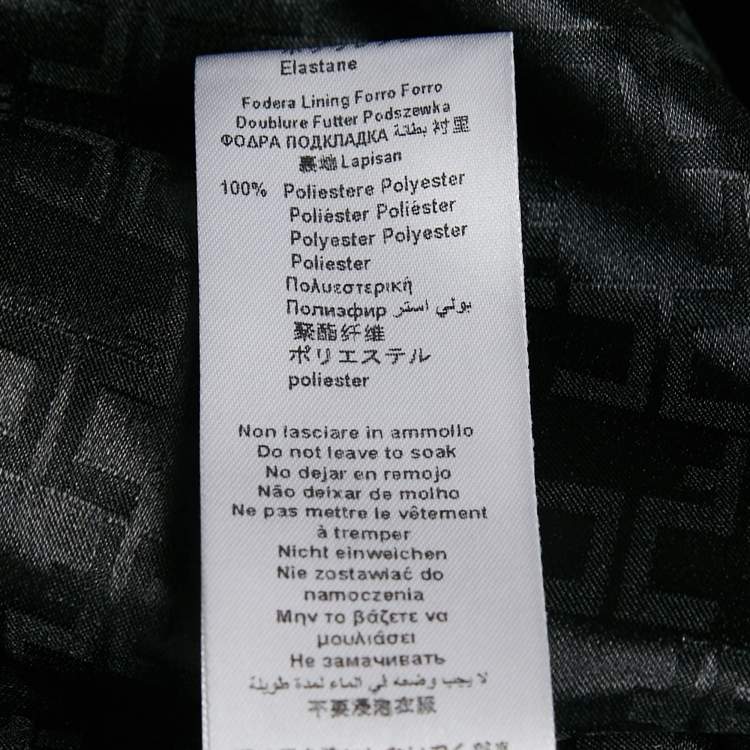 Elastane
Fodera Lining Forro Forro
Doublure Futter Podszewka
ΦΟΔΡΑ ПОДКЛАДКА بطانة 衬里
裏端 Lapisan
100% Poliestere Polyester
Poliéster Poliéster
Polyester Polyester
Poliester
Πολυεστερική
Полиэфир بولي استر
聚酯纤维
ポリエステル
poliester
Non lasciare in ammollo
Do not leave to soak
No dejar en remojo
Não deixar de molho
Ne pas mettre le vêtement
à tremper
Nicht einweichen
Nie zostawiać do
namoczenia
Μην το βάζετε να
μουλιάσει
Не замачивать
لا يجب وضعه في الماء لمدة طويلة
不要浸泡衣服